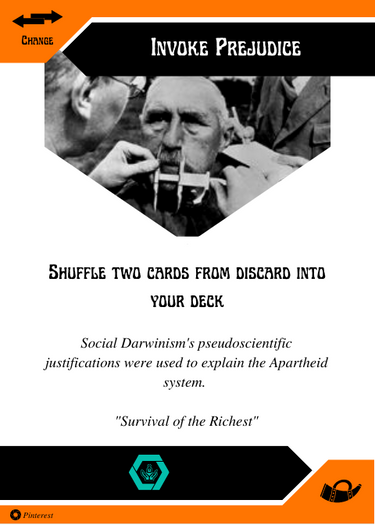 Change
Invoke Prejudice
Shuffle two cards from discard into
your deck
Social Darwinism's pseudoscientific
justifications were used to explain the Apartheid
system.
"Survival of the Richest"
Pinterest